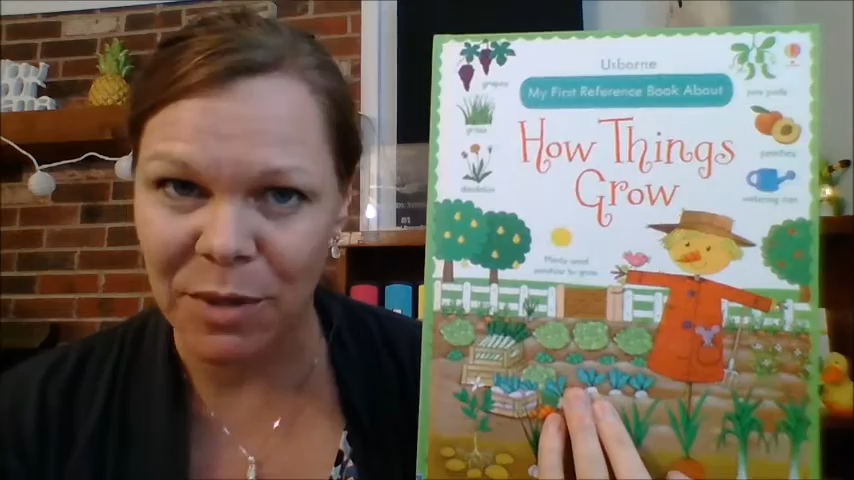 Usborne
My First Reference Book About
How Things
Grow
grapes
grass
dandelion
pea pods
peaches
watering can
Plants need
sunshine to grow.